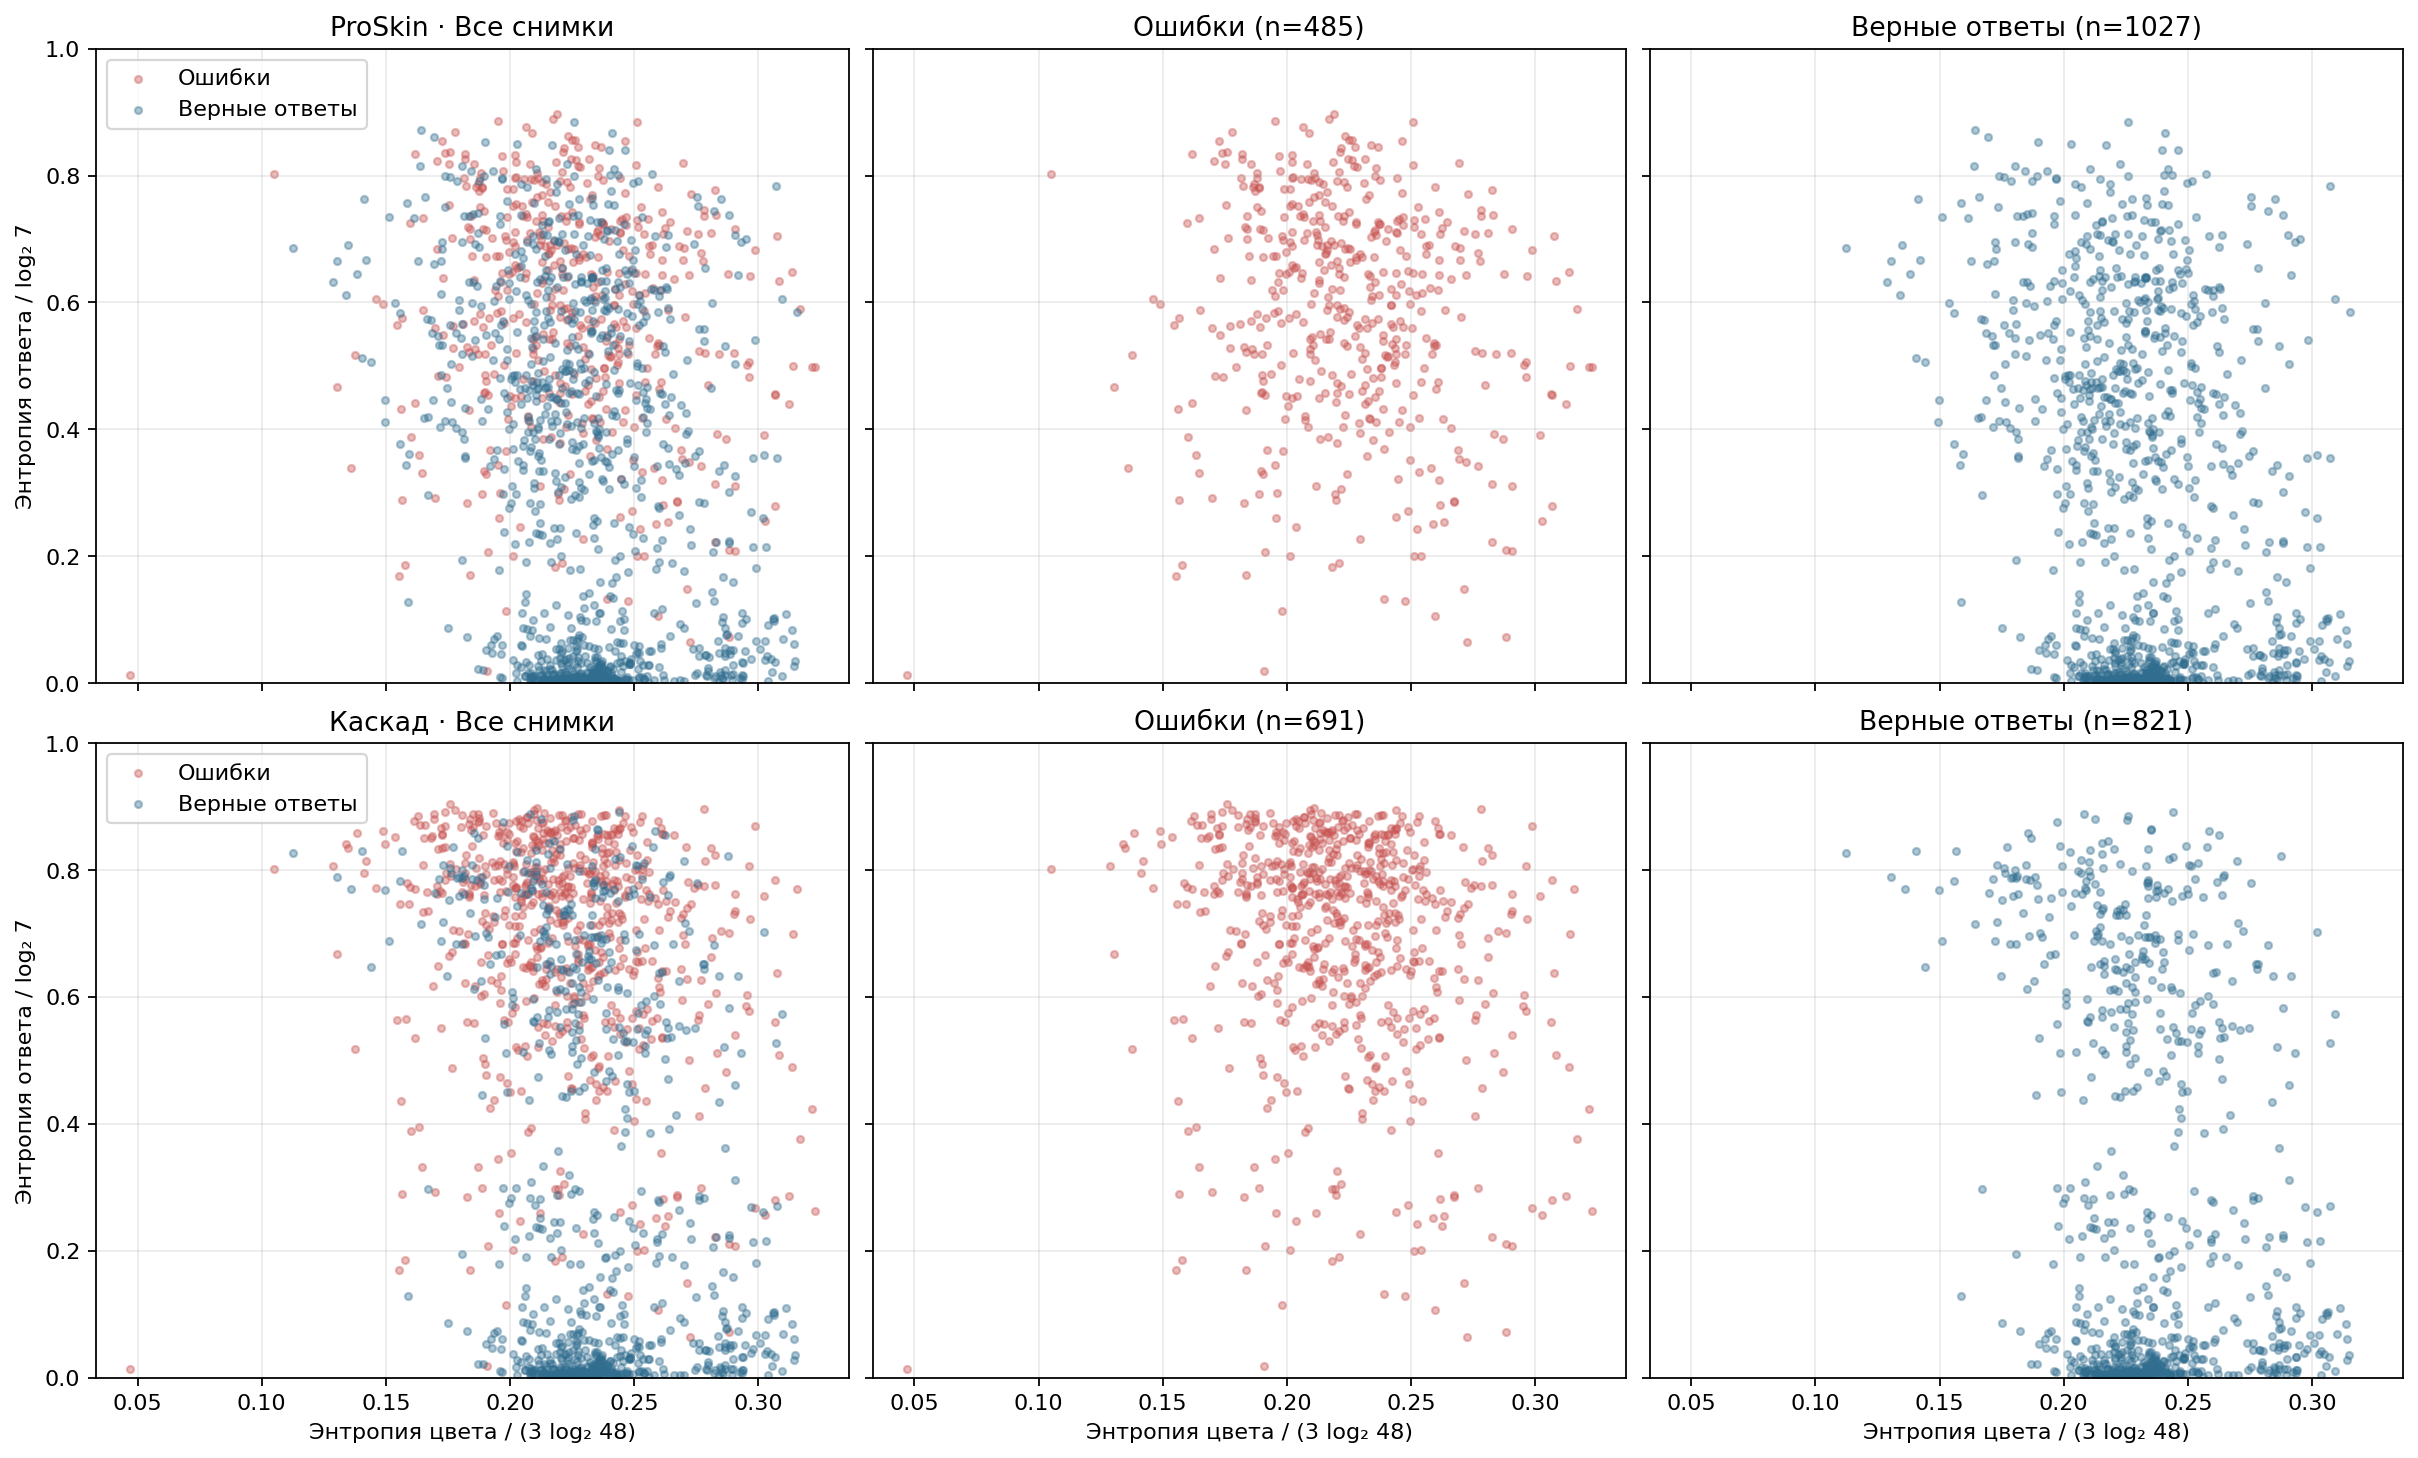 ProSkin · Все снимки
Ошибки (n=485)
Верные ответы (n=1027)
Ошибки
Верные ответы
1.0
0.8
0.6
0.4
0.2
0.0
Энтропия ответа / log₂ 7
Каскад · Все снимки
Ошибки (n=691)
Верные ответы (n=821)
Ошибки
Верные ответы
1.0
0.8
0.6
0.4
0.2
0.0
Энтропия ответа / log₂ 7
0.05 0.10 0.15 0.20 0.25 0.30
0.05 0.10 0.15 0.20 0.25 0.30
0.05 0.10 0.15 0.20 0.25 0.30
Энтропия цвета / (3 log₂ 48)
Энтропия цвета / (3 log₂ 48)
Энтропия цвета / (3 log₂ 48)